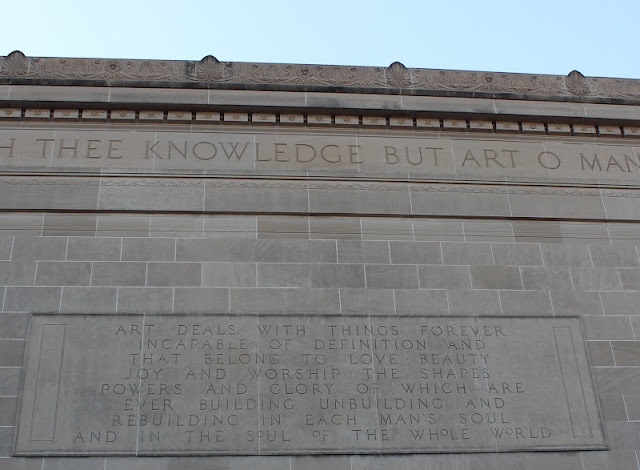 H THEE KNOWLEDGE BUT ART O MAN
ART DEALS WITH THINGS FOREVER
INCAPABLE OF DEFINITION AND
THAT BELONG TO LOVE BEAUTY
JOY AND WORSHIP THE SHAPES
POWERS AND GLORY OF WHICH ARE
EVER BUILDING UNBUILDING AND
REBUILDING IN EACH MAN'S SOUL
AND IN THE SOUL OF THE WHOLE WORLD